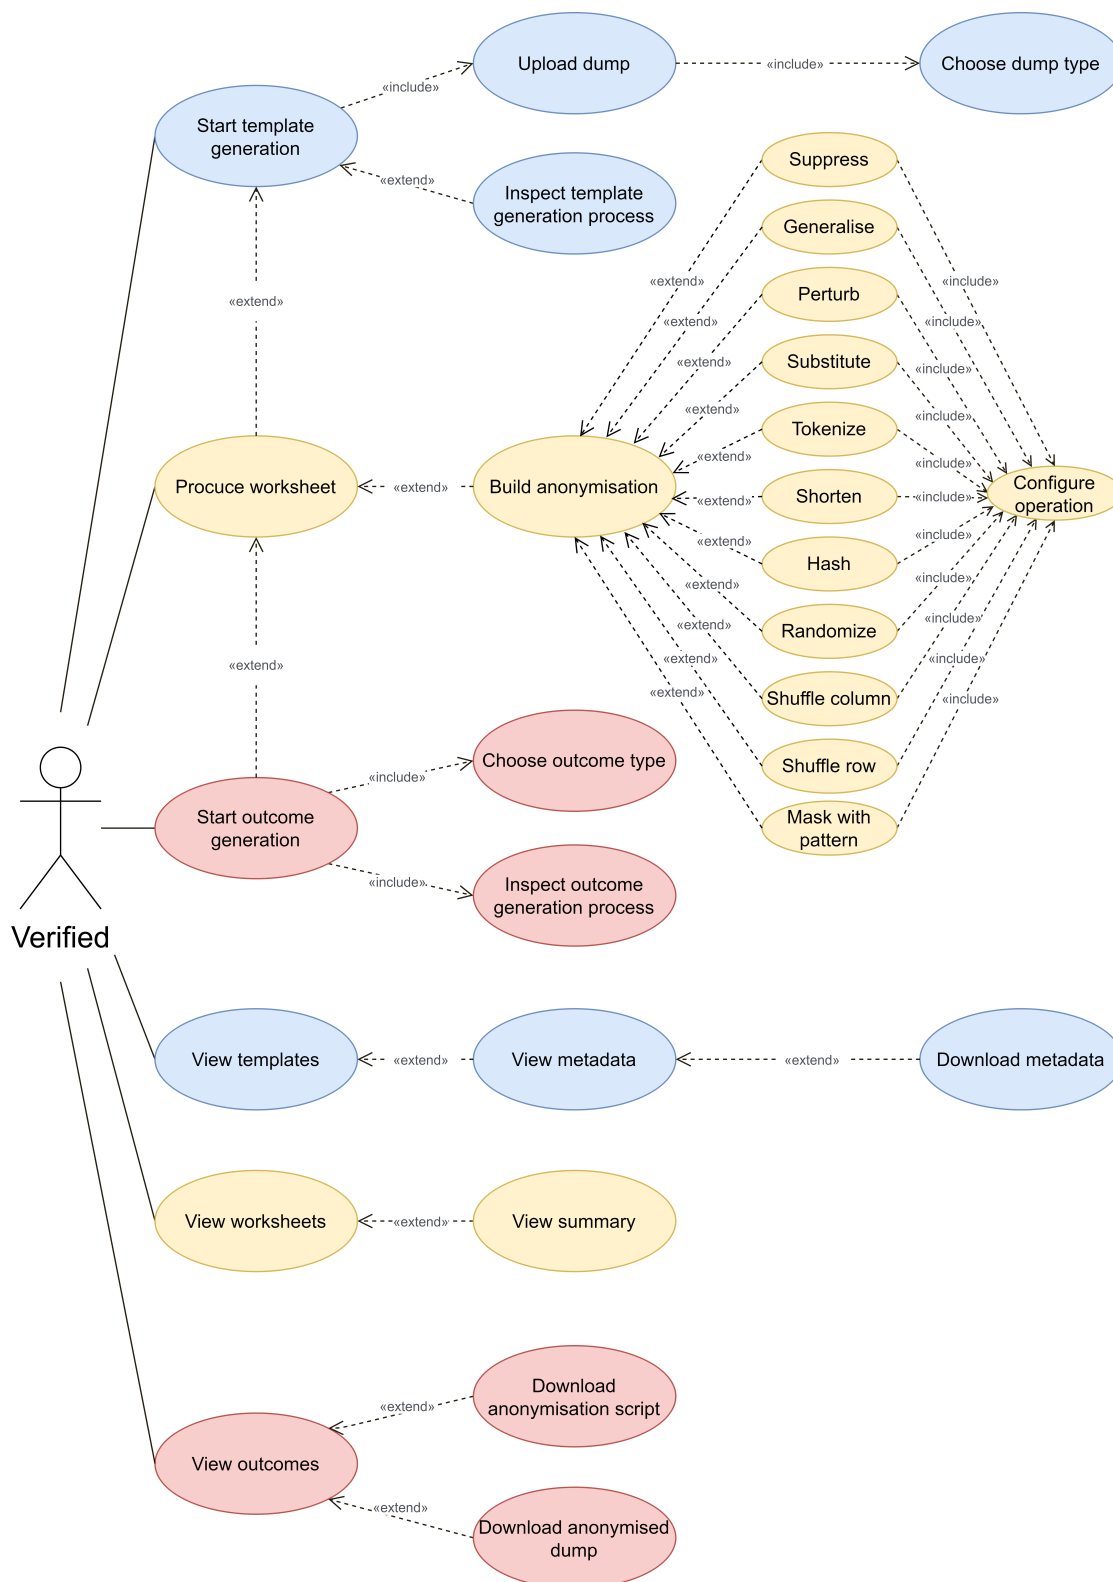 Upload dump
«include»
Choose dump type
«include»
Start template
generation
«extend»
Inspect template
generation process
Suppress
Generalise
Perturb
Substitute
Tokenize
Shorten
Hash
Randomize
Shuffle column
Shuffle row
Mask with
pattern
«extend»
«extend»
«extend»
«extend»
«extend»
«extend»
«extend»
«extend»
«extend»
«extend»
«extend»
«include»
«include»
«include»
«include»
«include»
«include»
«include»
«include»
«include»
«include»
«include»
Configure
operation
«extend»
Procuce worksheet
«extend»
Build anonymisation
«extend»
Start outcome
generation
«include»
Choose outcome type
«include»
Inspect outcome
generation process
Verified
View templates
«extend»
View metadata
«extend»
Download metadata
View worksheets
«extend»
View summary
View outcomes
«extend»
Download
anonymisation script
«extend»
Download anonymised
dump